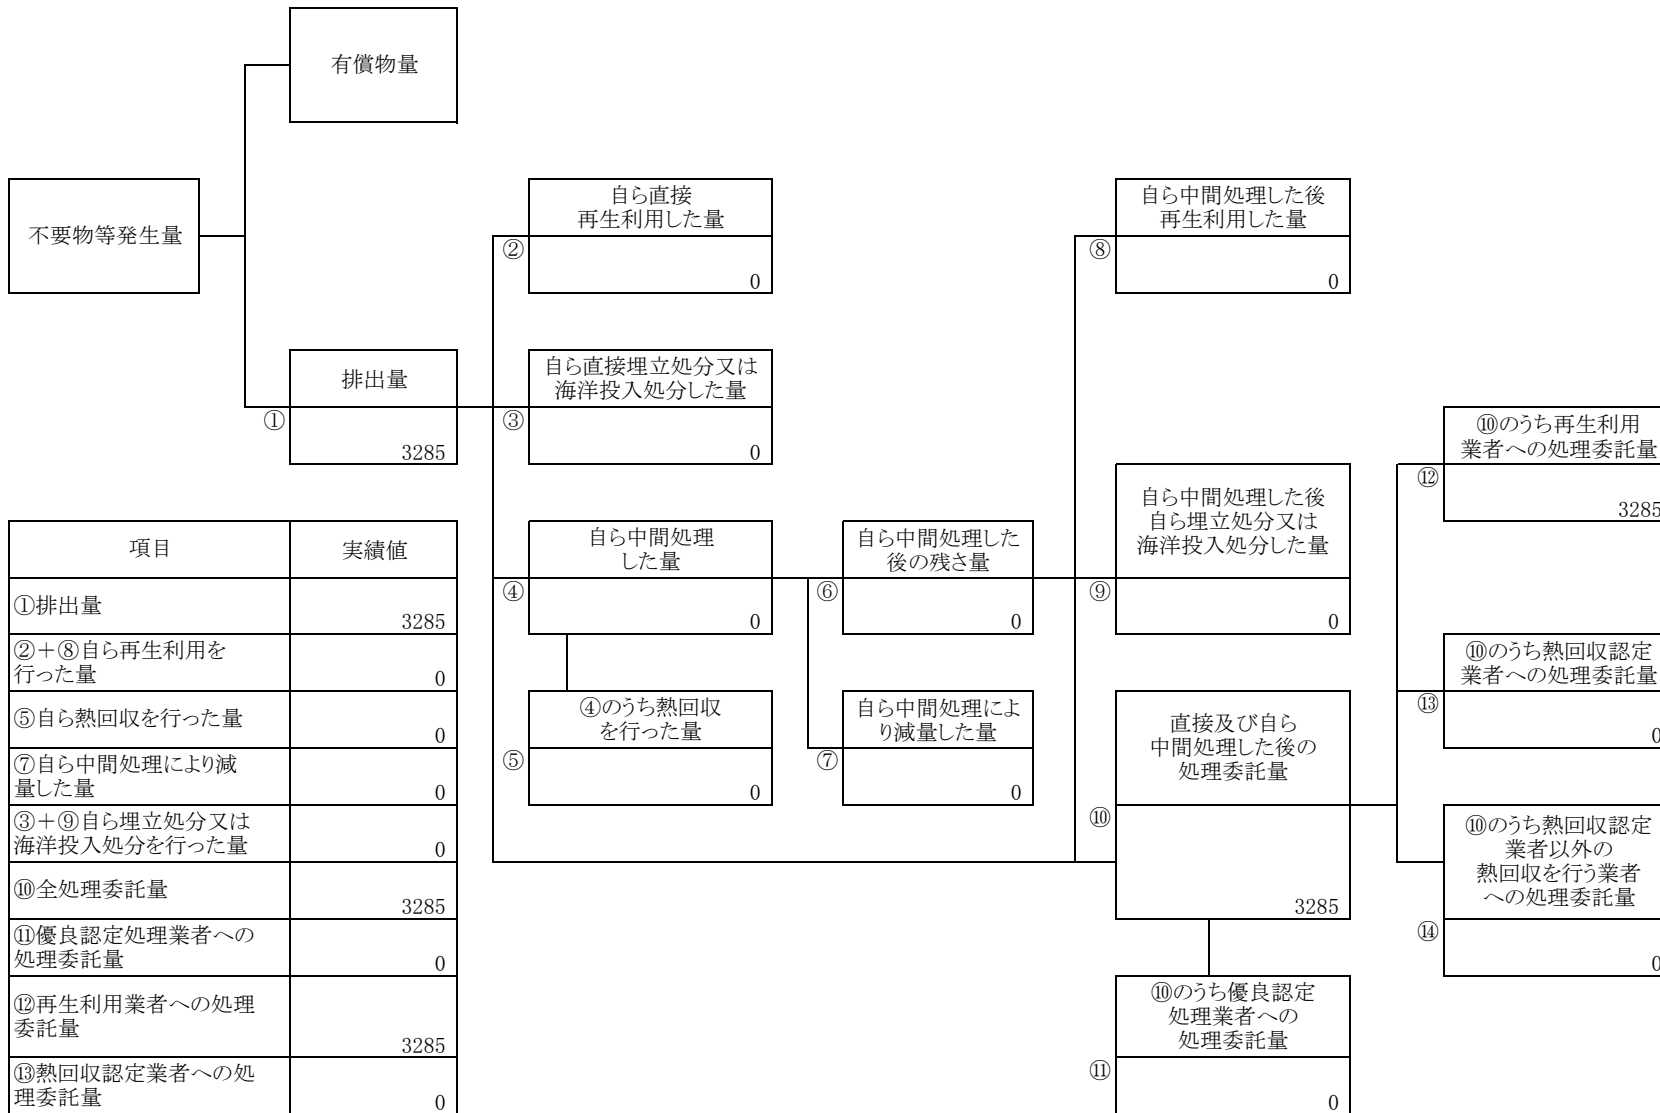 有償物量
不要物等発生量
自ら直接
再生利用した量
②
0
自ら中間処理した後
再生利用した量
⑧
0
排出量
①
3285
自ら直接埋立処分又は
海洋投入処分した量
③
0
⑩のうち再生利用
業者への処理委託量
⑫
3285
自ら中間処理
した量
④
0
自ら中間処理した
後の残さ量
⑥
0
自ら中間処理した後
自ら埋立処分又は
海洋投入処分した量
⑨
0
⑩のうち熱回収認定
業者への処理委託量
⑬
0
④のうち熱回収
を行った量
⑤
0
自ら中間処理によ
り減量した量
⑦
0
直接及び自ら
中間処理した後の
処理委託量
⑩
3285
⑩のうち熱回収認定
業者以外の
熱回収を行う業者
への処理委託量
⑭
0
⑩のうち優良認定
処理業者への
処理委託量
⑪
0
項目 実績値
①排出量 3285
②＋⑧自ら再生利用を
行った量 0
⑤自ら熱回収を行った量 0
⑦自ら中間処理により減
量した量 0
③＋⑨自ら埋立処分又は
海洋投入処分を行った量 0
⑩全処理委託量 3285
⑪優良認定処理業者への
処理委託量 0
⑫再生利用業者への処理
委託量 3285
⑬熱回収認定業者への処
理委託量 0